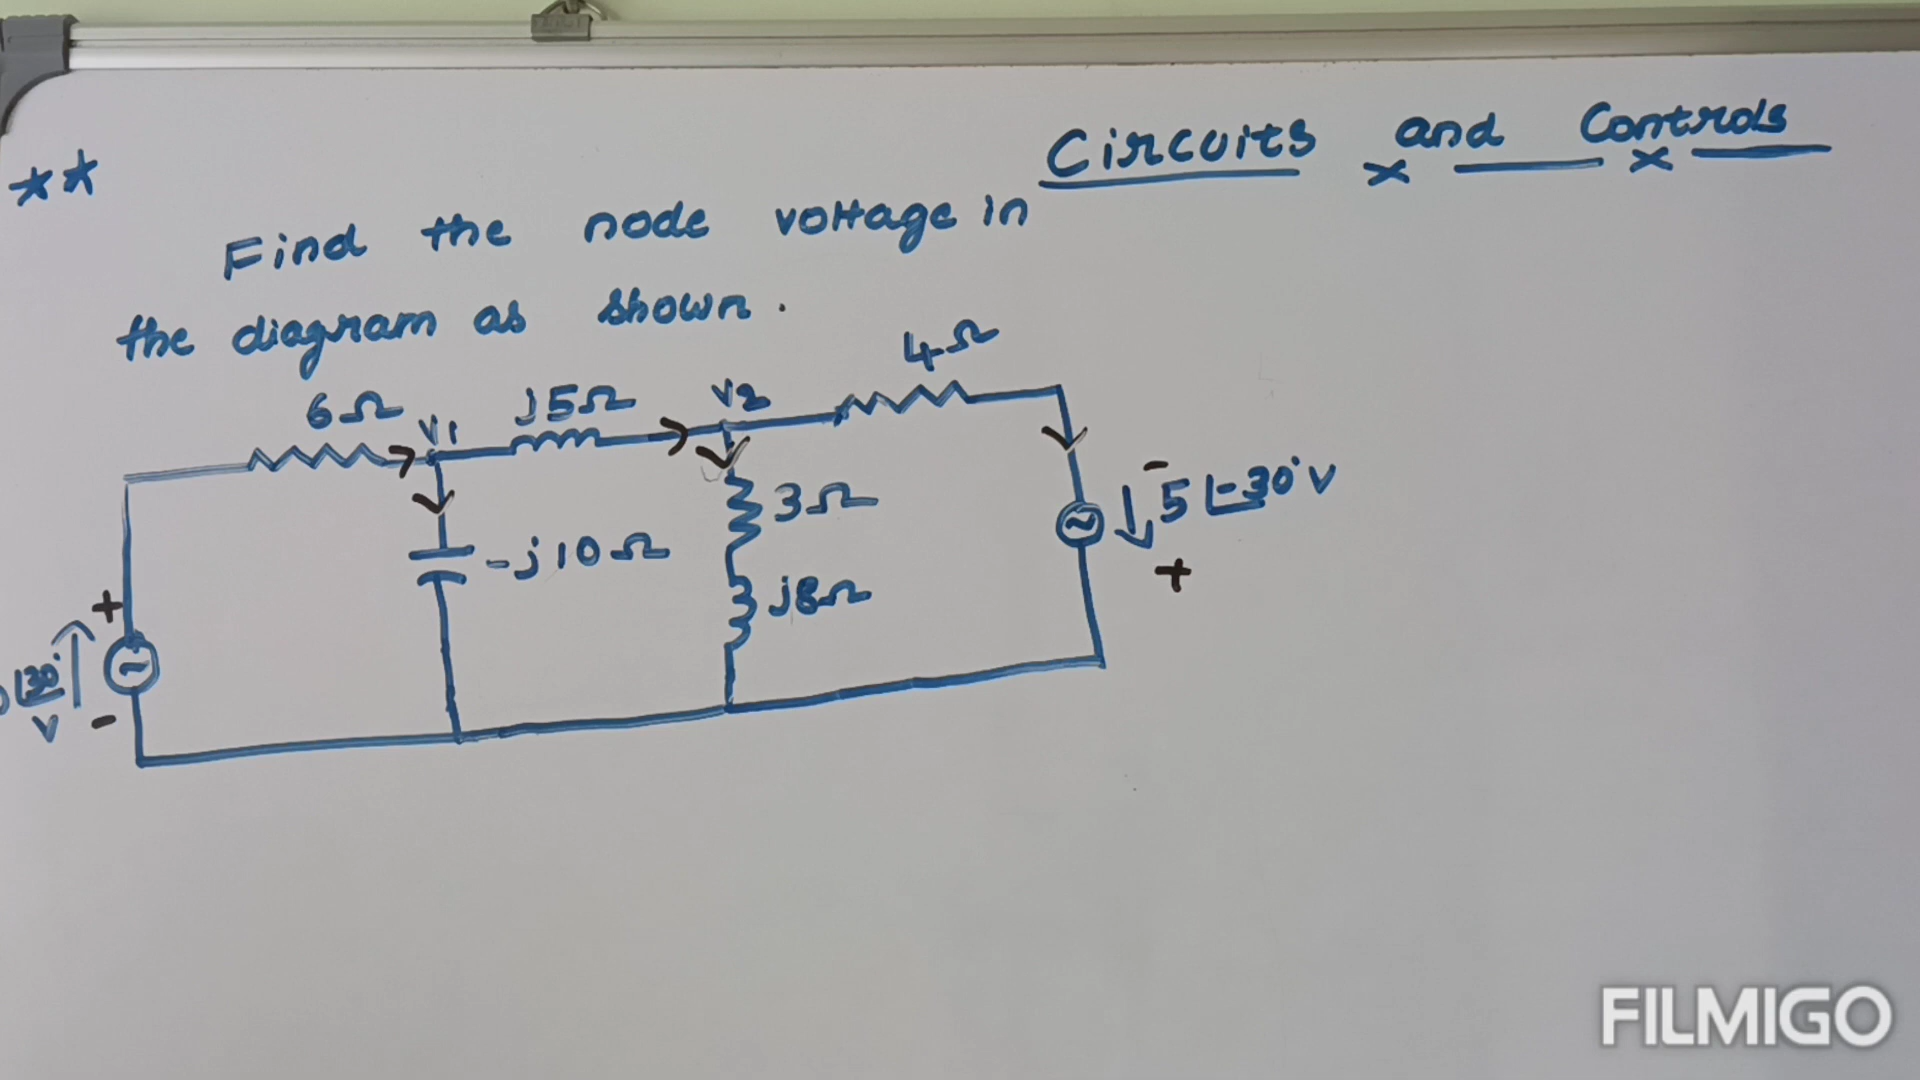 Circuits and Controls
**
Find the node voltage in
the diagram as shown.
6Ω
V1
j5Ω
V2
4Ω
-j10Ω
3Ω
j8Ω
- 5∠-30° V
+
+
∠30°
V
-
FILMIGO